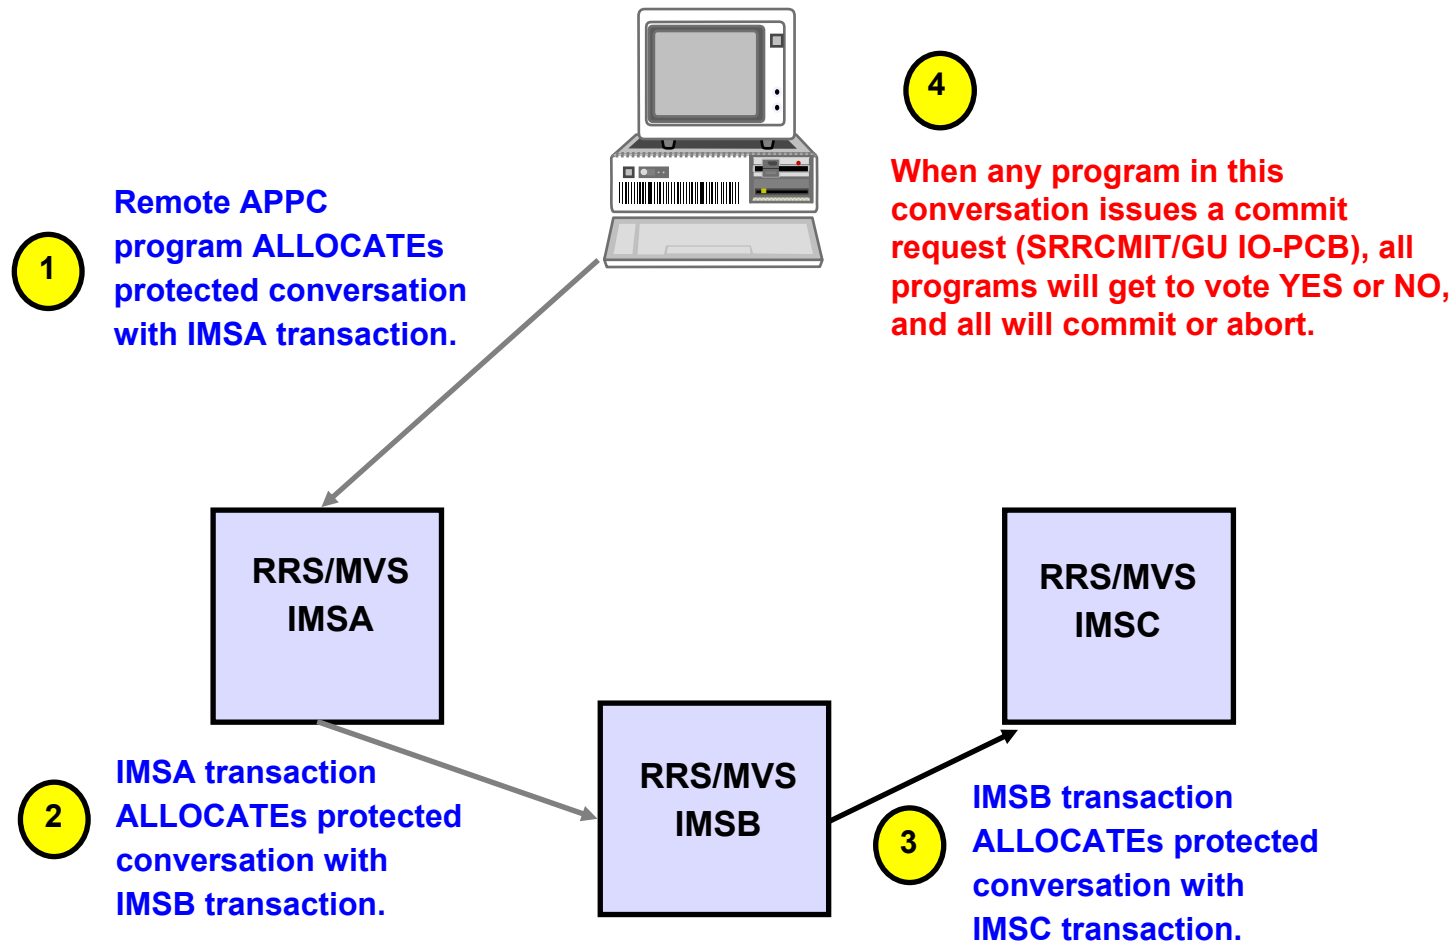 1
Remote APPC
program ALLOCATEs
protected conversation
with IMSA transaction.
4
When any program in this
conversation issues a commit
request (SRRCMIT/GU IO-PCB), all
programs will get to vote YES or NO,
and all will commit or abort.
RRS/MVS
IMSA
RRS/MVS
IMSC
RRS/MVS
IMSB
2
IMSA transaction
ALLOCATEs protected
conversation with
IMSB transaction.
3
IMSB transaction
ALLOCATEs protected
conversation with
IMSC transaction.